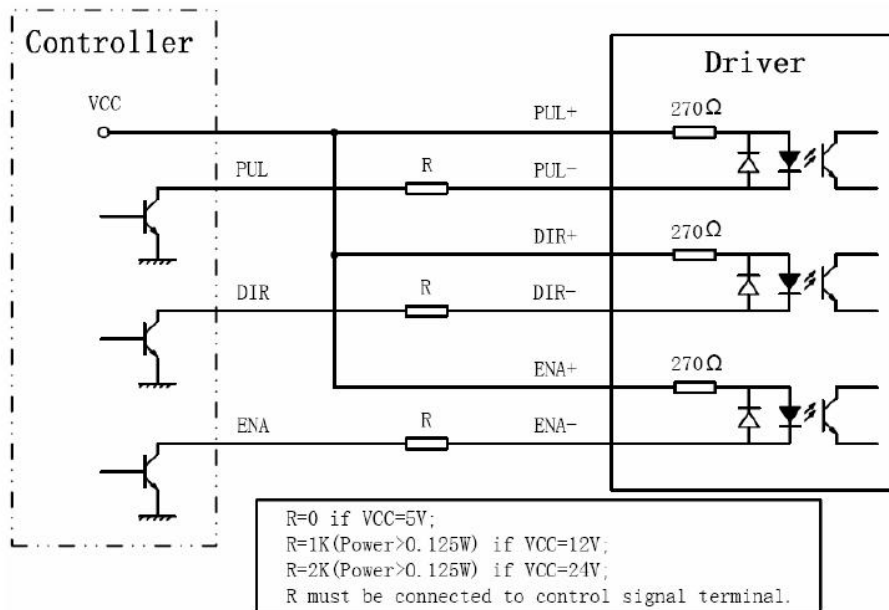 Controller
Driver
VCC
PUL+
270Ω
PUL
R
PUL-
DIR+
270Ω
DIR
R
DIR-
ENA+
270Ω
ENA
R
ENA-
R=0 if VCC=5V;
R=1K(Power>0.125W) if VCC=12V;
R=2K(Power>0.125W) if VCC=24V;
R must be connected to control signal terminal.